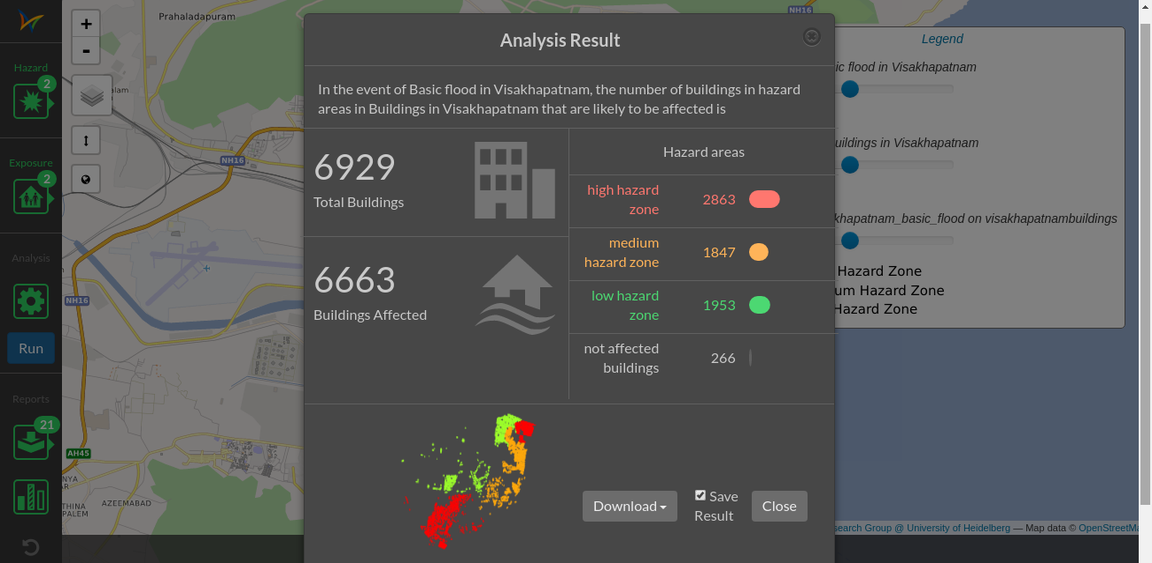 Prahaladapuram
NH16
+
-
Hazard
2
alam
NH16
Exposure
2
Analysis
NH16
Run
Reports
21
AH45
NYA
THINA
PALEM
AZEEMABAD
Analysis Result
In the event of Basic flood in Visakhapatnam, the number of buildings in hazard
areas in Buildings in Visakhapatnam that are likely to be affected is
6929
Total Buildings
6663
Buildings Affected
Hazard areas
high hazard
zone
2863
medium
hazard zone
1847
low hazard
zone
1953
not affected
buildings
266
Download
Save
Result
Close
NH16
Legend
ic flood in Visakhapatnam
uildings in Visakhapatnam
khapatnam_basic_flood on visakhapatnambuildings
Hazard Zone
um Hazard Zone
Hazard Zone
search Group @ University of Heidelberg — Map data © OpenStreetMa